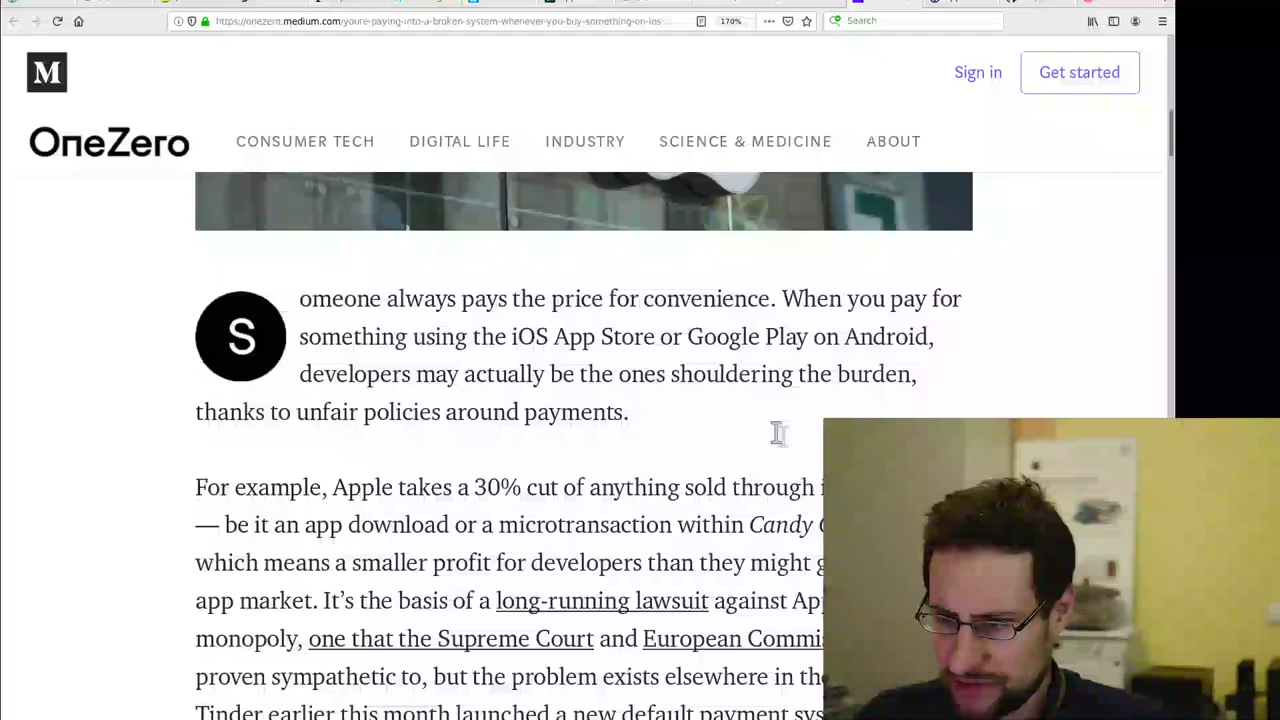 https://onezero.medium.com/youre-paying-into-a-broken-system-whenever-you-buy-something-on-ios-
170%
Search
M
Sign in
Get started
OneZero
CONSUMER TECH
DIGITAL LIFE
INDUSTRY
SCIENCE & MEDICINE
ABOUT
Someone always pays the price for convenience. When you pay for
something using the iOS App Store or Google Play on Android,
developers may actually be the ones shouldering the burden,
thanks to unfair policies around payments.
For example, Apple takes a 30% cut of anything sold through
— be it an app download or a microtransaction within Candy
which means a smaller profit for developers than they might
app market. It’s the basis of a long-running lawsuit against
monopoly, one that the Supreme Court and European
proven sympathetic to, but the problem exists elsewhere in
Tinder earlier this month launched a new default payment